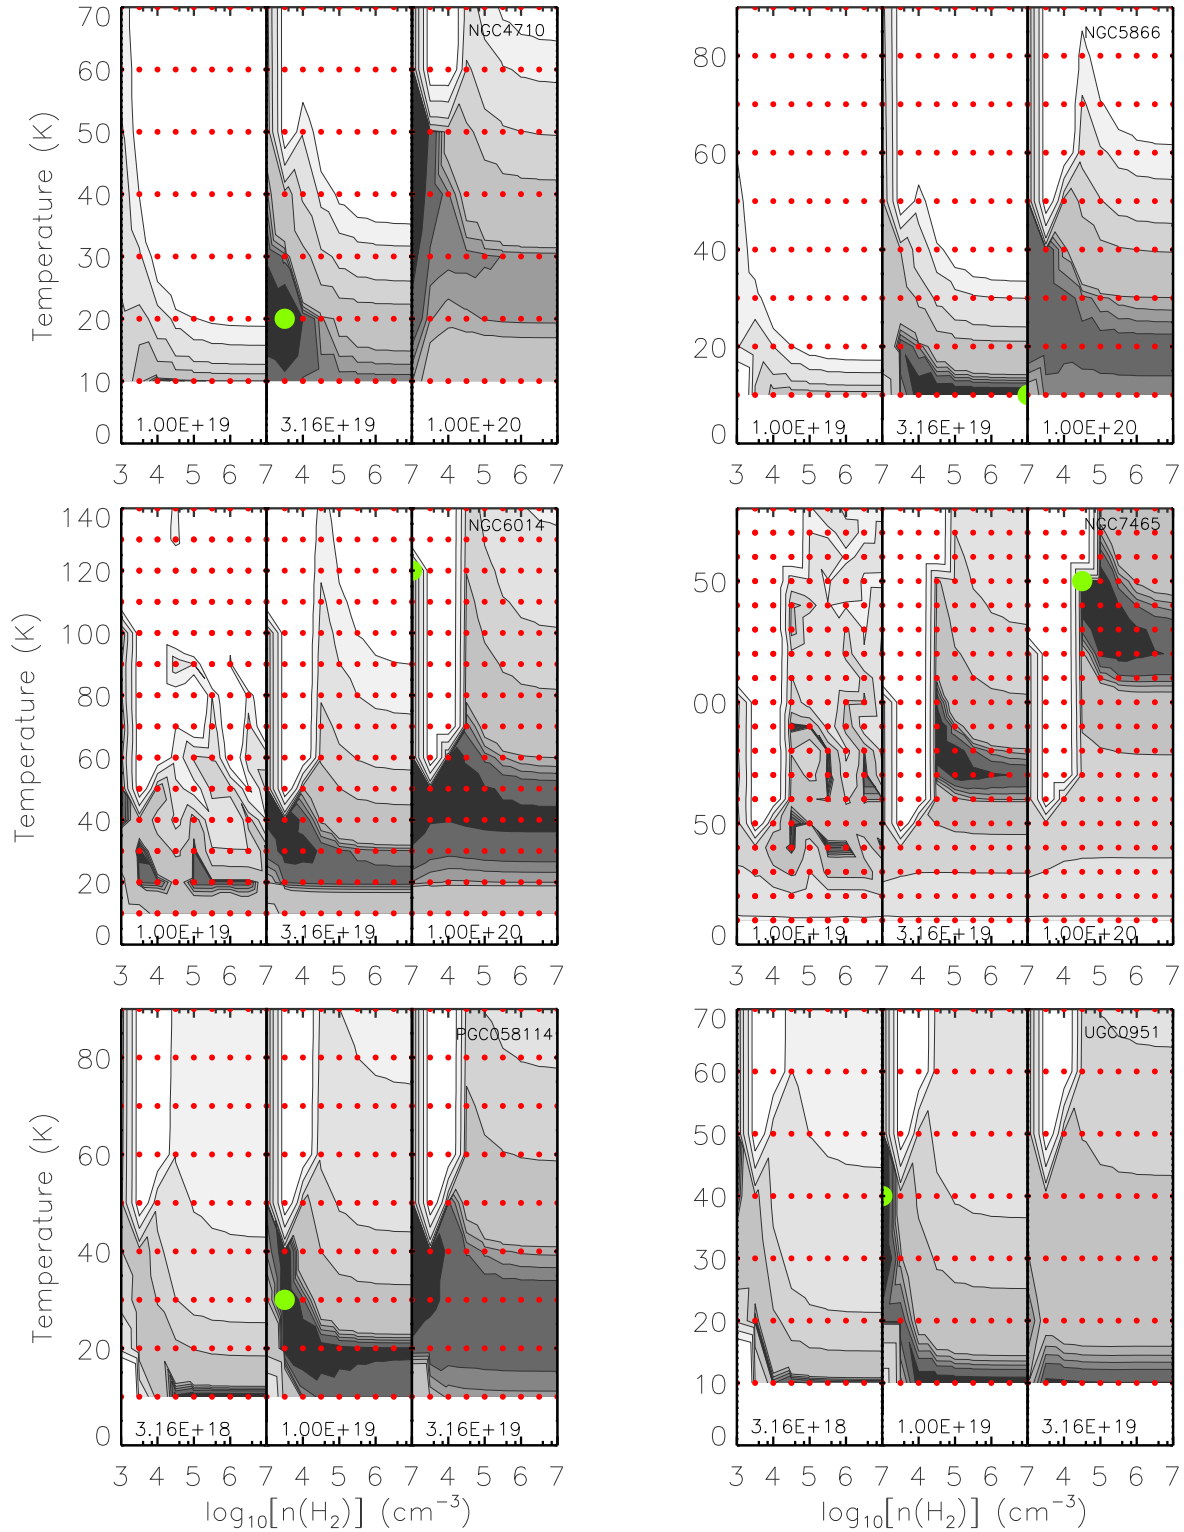 NGC4710
70
60
50
40
30
20
10
0
Temperature (K)
1.00E+19
3.16E+19
1.00E+20
3 4 5 6 7 4 5 6 7 4 5 6 7
NGC5866
80
60
40
20
0
1.00E+19
3.16E+19
1.00E+20
3 4 5 6 7 4 5 6 7 4 5 6 7
NGC6014
140
120
100
80
60
40
20
0
Temperature (K)
1.00E+19
3.16E+19
1.00E+20
3 4 5 6 7 4 5 6 7 4 5 6 7
NGC7465
50
00
50
0
1.00E+19
3.16E+19
1.00E+20
3 4 5 6 7 4 5 6 7 4 5 6 7
PGC058114
80
60
40
20
0
Temperature (K)
3.16E+18
1.00E+19
3.16E+19
3 4 5 6 7 4 5 6 7 4 5 6 7
log₁₀[n(H₂)] (cm⁻³)
UGC0951
70
60
50
40
30
20
10
0
3.16E+18
1.00E+19
3.16E+19
3 4 5 6 7 4 5 6 7 4 5 6 7
log₁₀[n(H₂)] (cm⁻³)